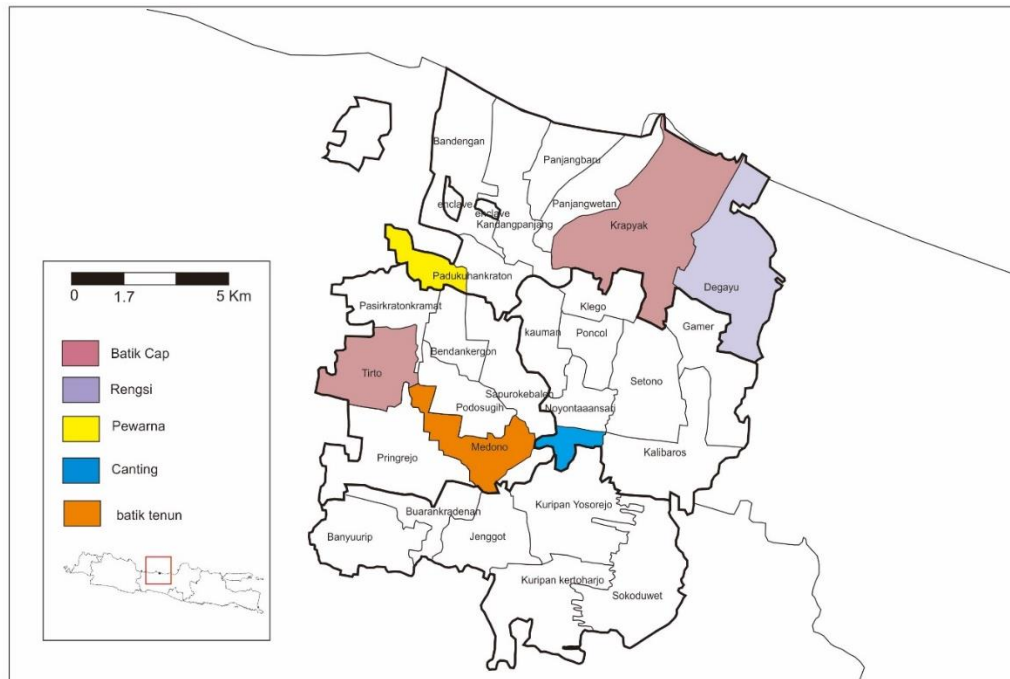 Bandengan
Panjangbaru
enclave
enclave
Panjangwetan
Kandangpanjang
Krapyak
Padukuhankraton
Degayu
Pasirkratonkramat
Klego
Gamer
kauman
Poncol
Bendankergon
Tirto
Setono
Sapurokebalen
Podosugih
Noyontaaansari
Medono
Kalibaros
Pringrejo
Kuripan Yosorejo
Buarankradenan
Banyuurip
Jenggot
Kuripan kertoharjo
Sokoduwet
0 1.7 5 Km
Batik Cap
Rengsi
Pewarna
Canting
batik tenun